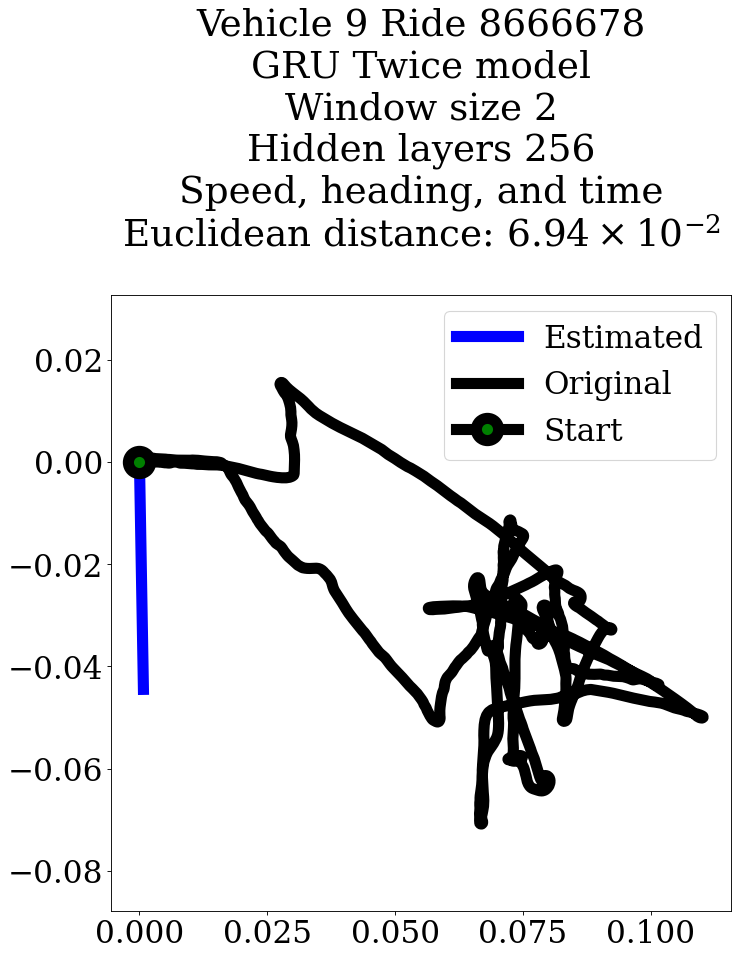 Vehicle 9 Ride 8666678
GRU Twice model
Window size 2
Hidden layers 256
Speed, heading, and time
Euclidean distance: 6.94 × 10⁻²
Estimated
Original
Start
0.02
0.00
−0.02
−0.04
−0.06
−0.08
0.000 0.025 0.050 0.075 0.100